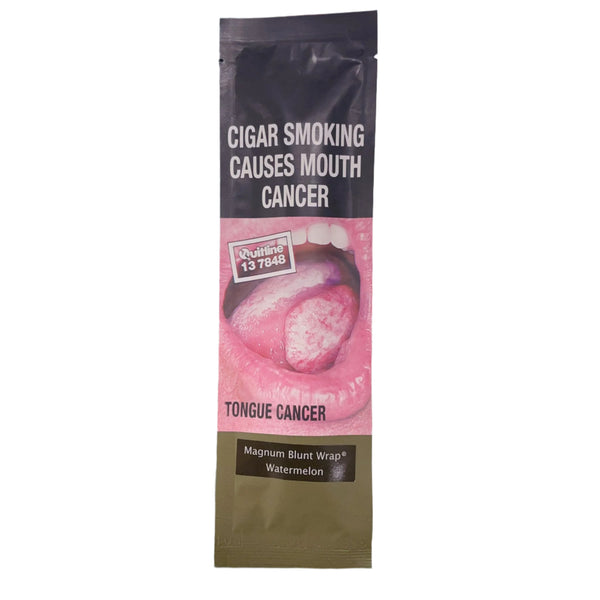 CIGAR SMOKING
CAUSES MOUTH
CANCER
Quitline
13 7848
TONGUE CANCER
Magnum Blunt Wrap®
Watermelon